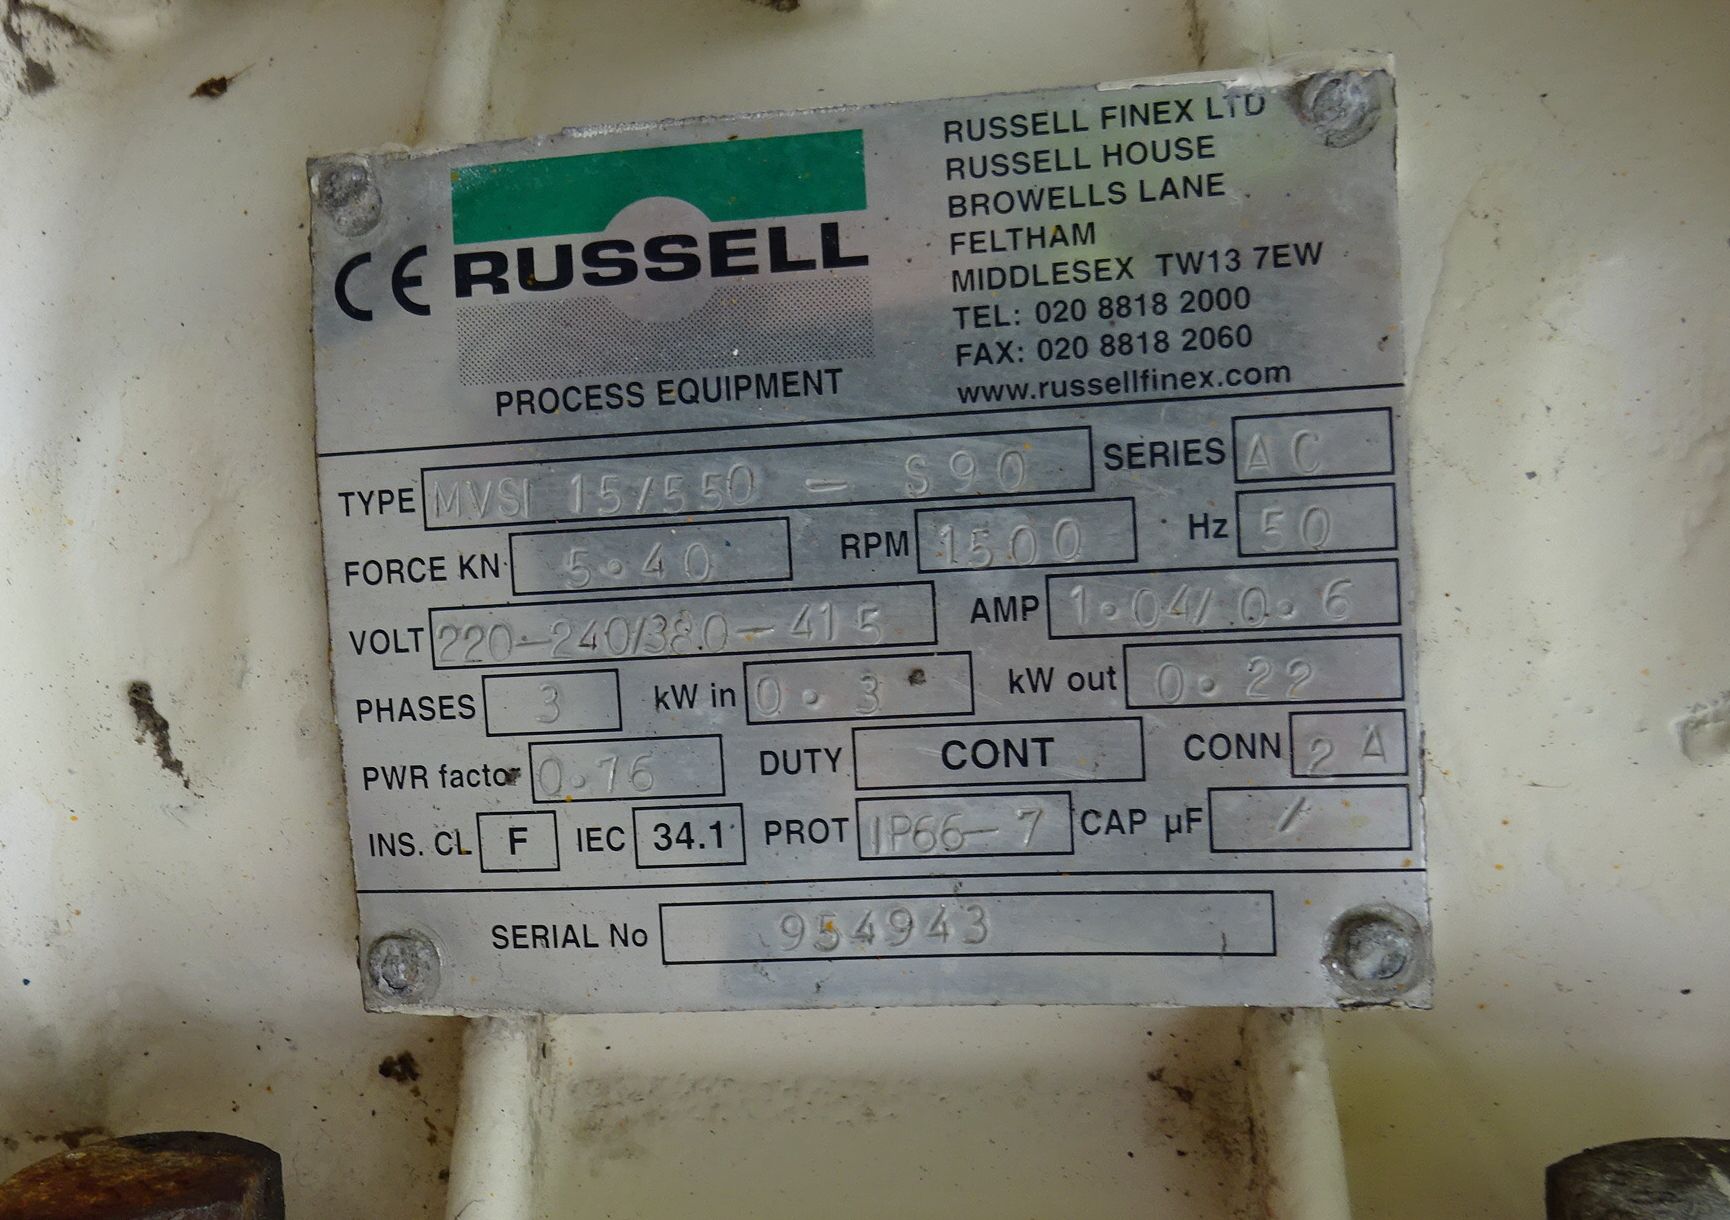 RUSSELL FINEX LTD
RUSSELL HOUSE
BROWELLS LANE
FELTHAM
MIDDLESEX TW13 7EW
TEL: 020 8818 2000
FAX: 020 8818 2060
www.russellfinex.com
CE RUSSELL
PROCESS EQUIPMENT
TYPE MVSI 15/550 - S90 SERIES AC
FORCE KN 5.40 RPM 1500 Hz 50
VOLT 220-240/380-415 AMP 1.04/0.6
PHASES 3 kW in 0.3 kW out 0.22
PWR factor 0.76 DUTY CONT CONN 2A
INS. CL F IEC 34.1 PROT IP66-7 CAP µF /
SERIAL No 954943